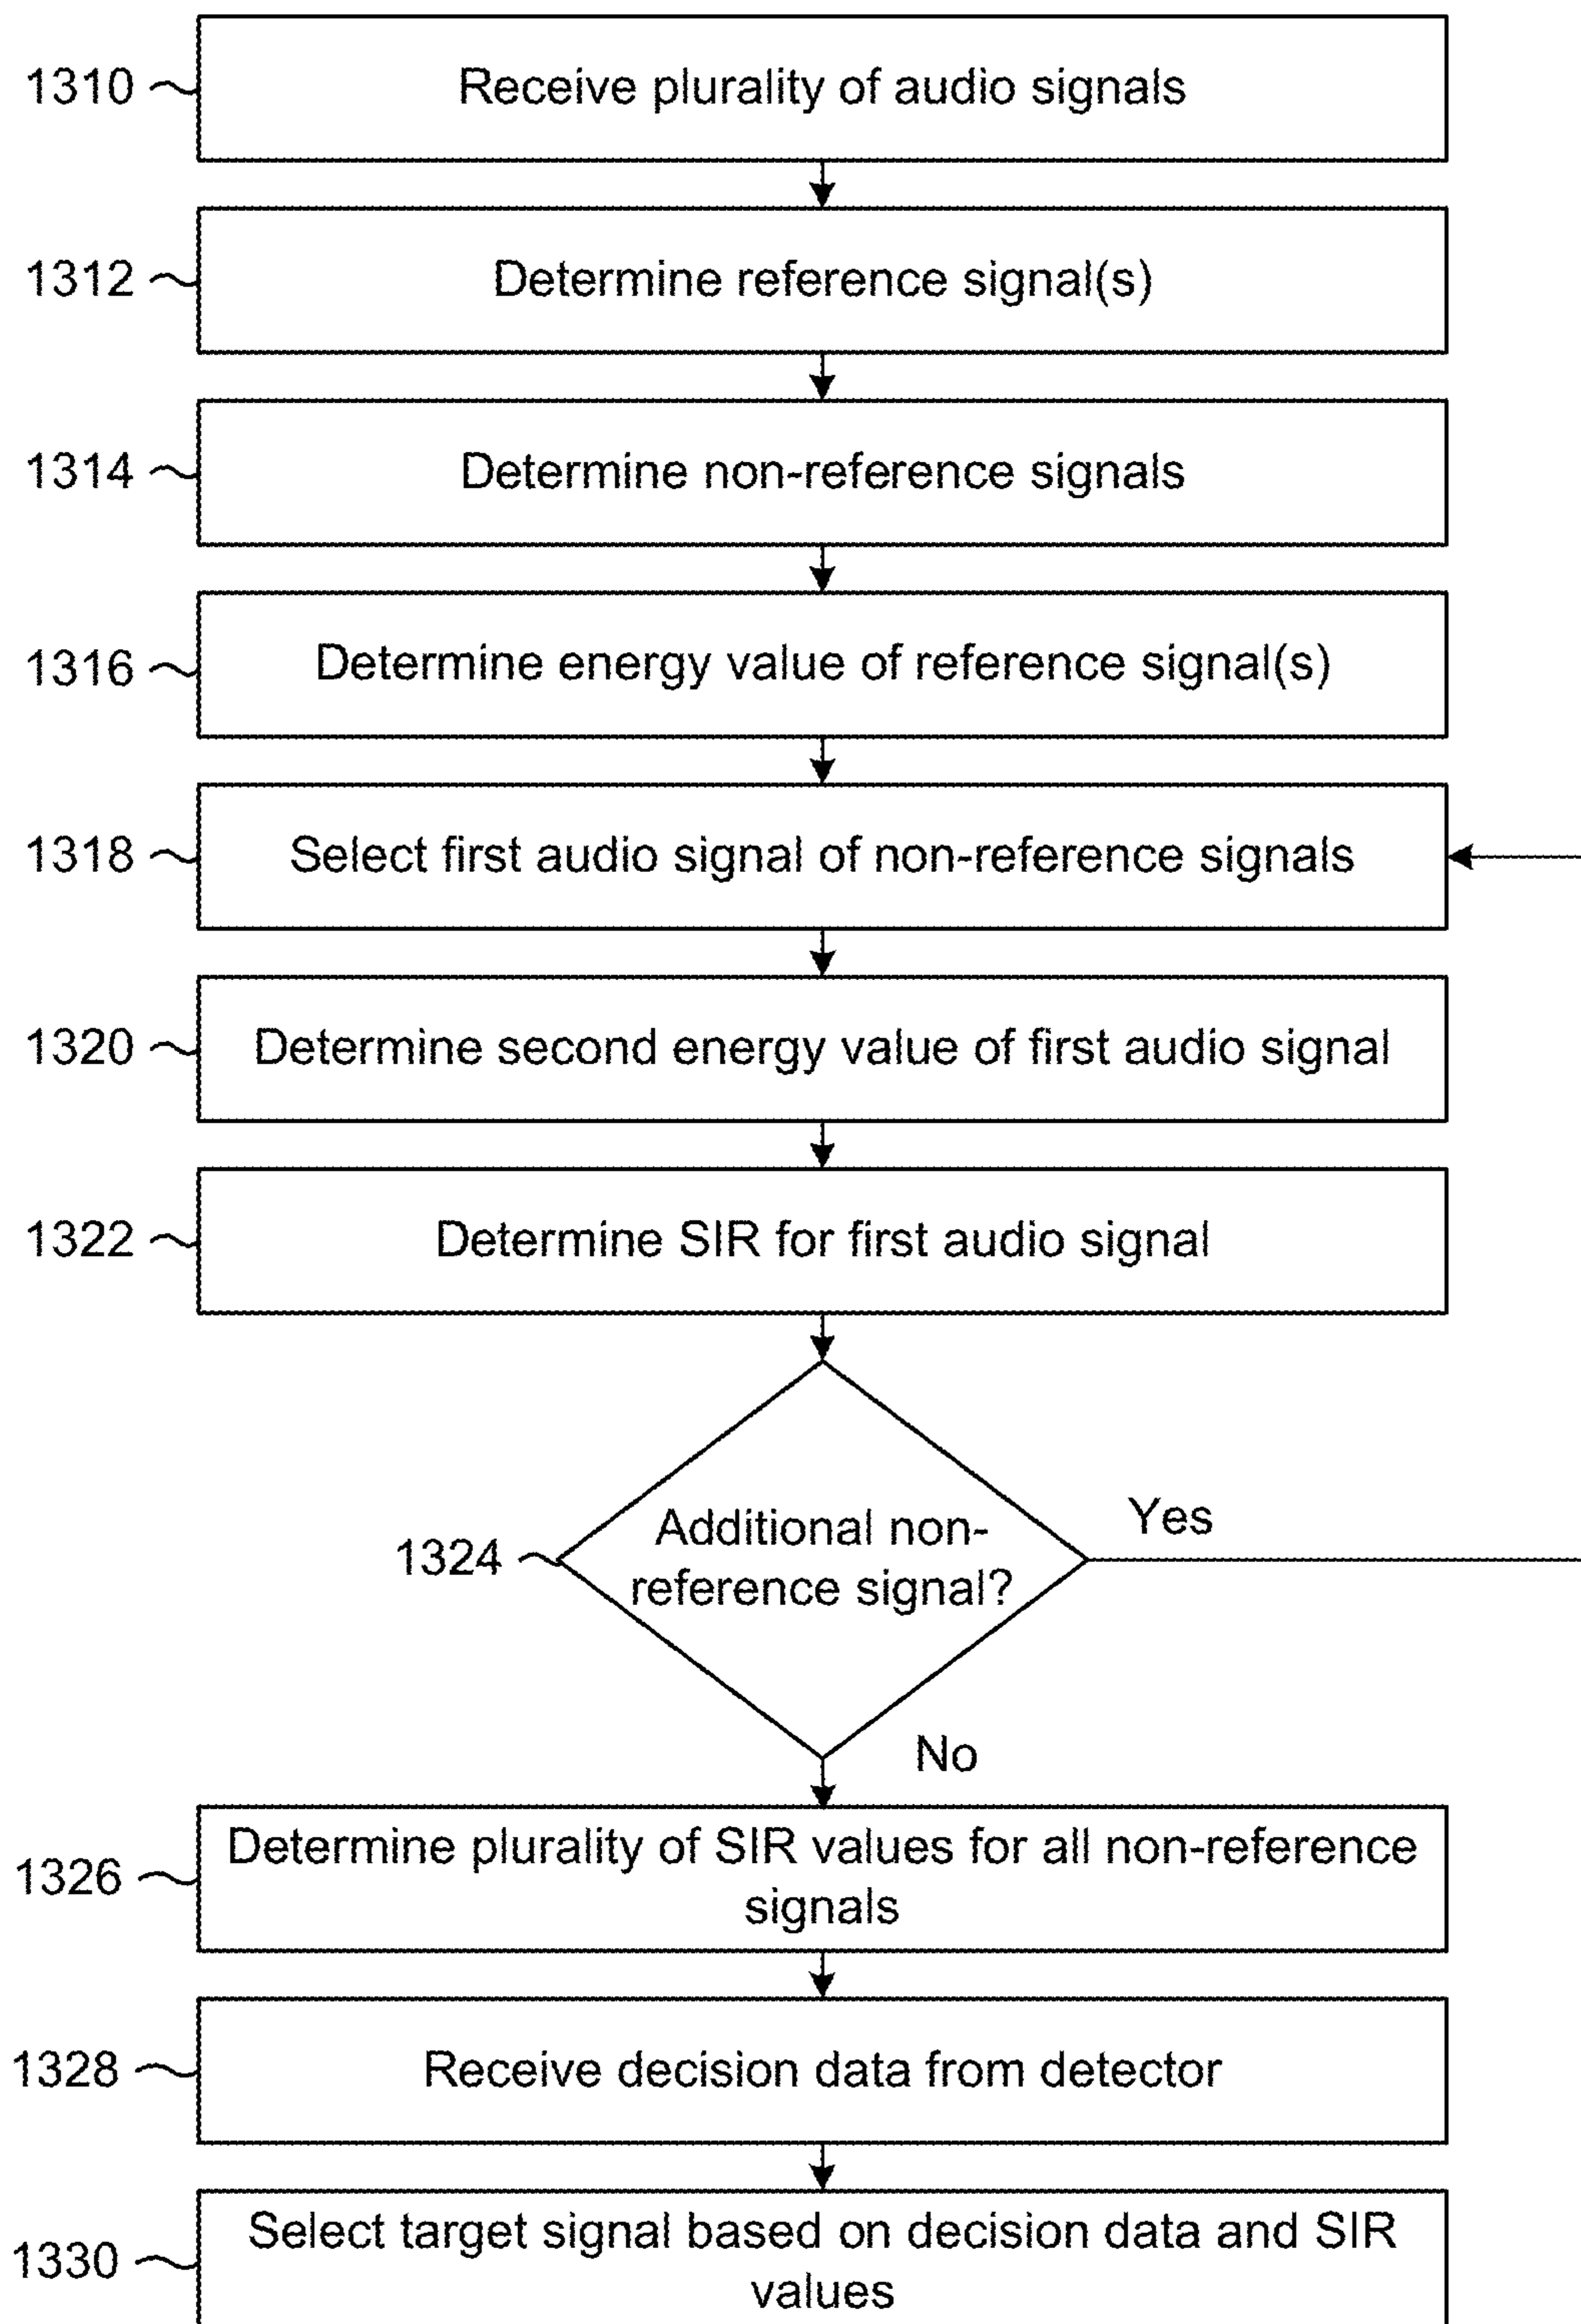 1310 Receive plurality of audio signals
1312 Determine reference signal(s)
1314 Determine non-reference signals
1316 Determine energy value of reference signal(s)
1318 Select first audio signal of non-reference signals
1320 Determine second energy value of first audio signal
1322 Determine SIR for first audio signal
Yes
Additional non-
1324 reference signal?
No
Determine plurality of SIR values for all non-reference
1326 signals
1328 Receive decision data from detector
Select target signal based on decision data and SIR
1330 values